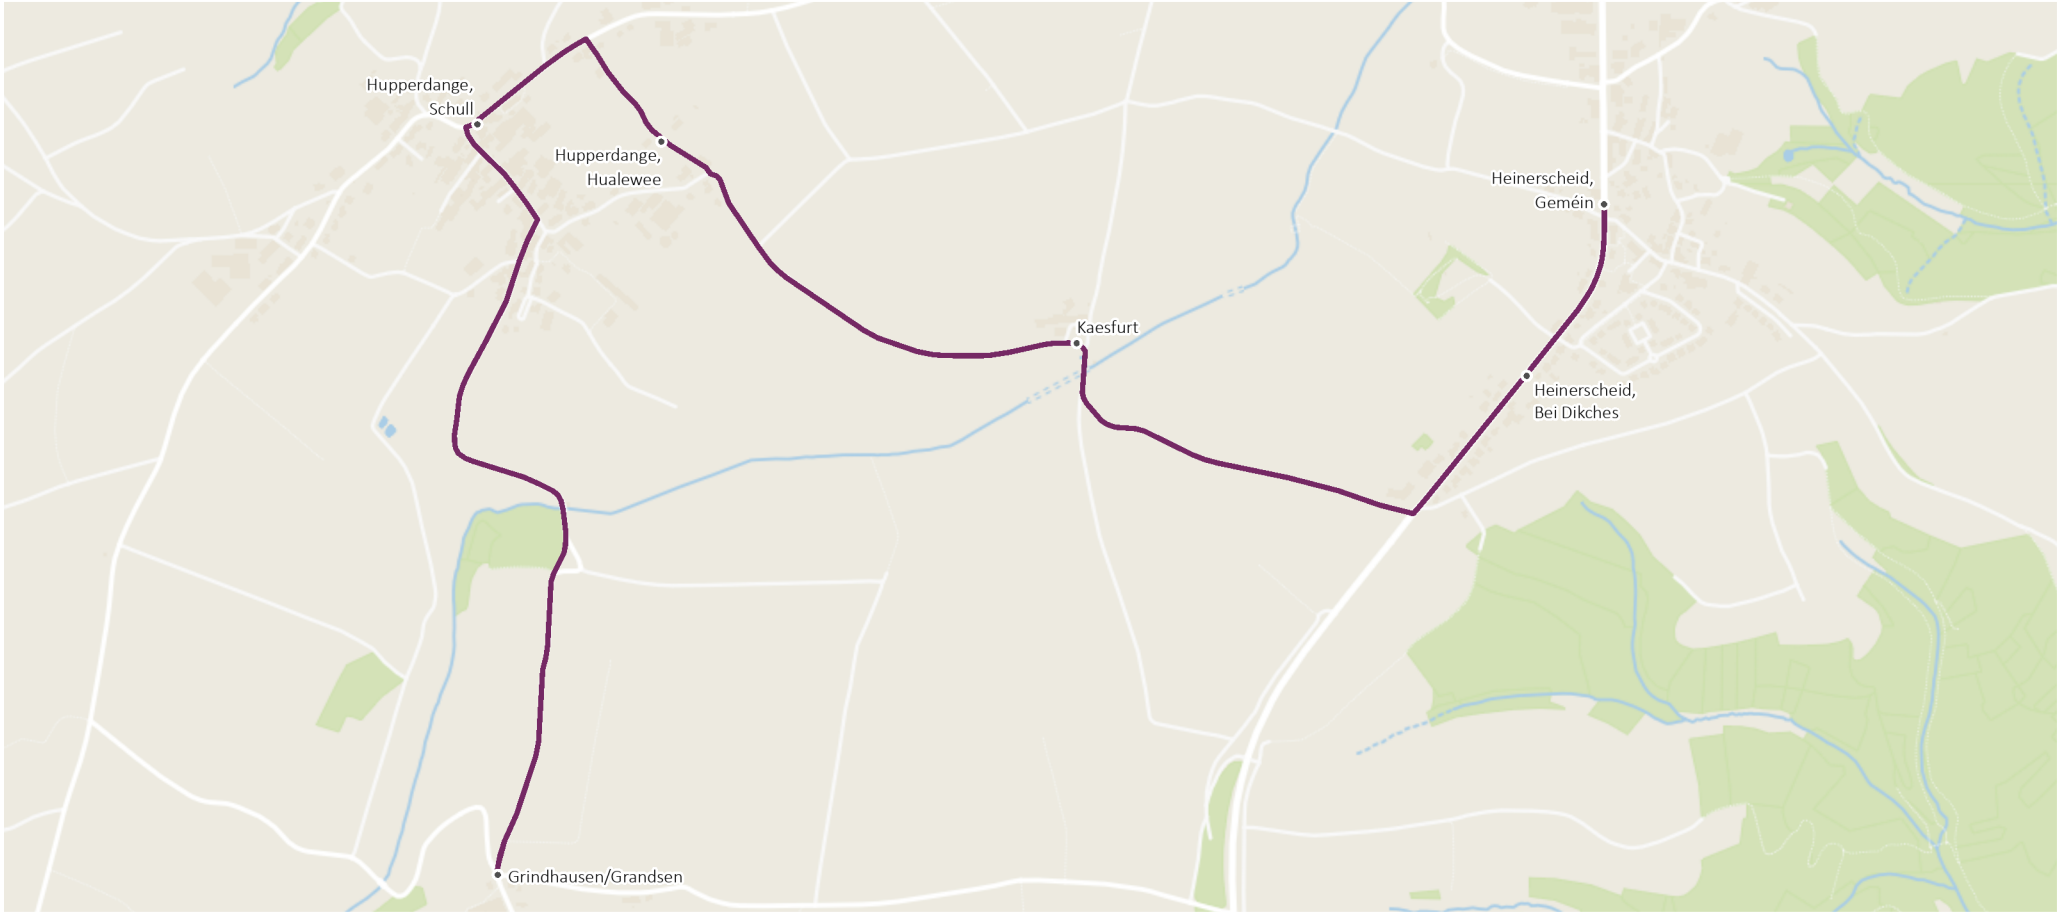 Hupperdange,
Schull
Hupperdange,
Hualewee
Heinerscheid,
Geméin
Kaesfurt
Heinerscheid,
Bei Dikches
Grindhausen/Grandsen